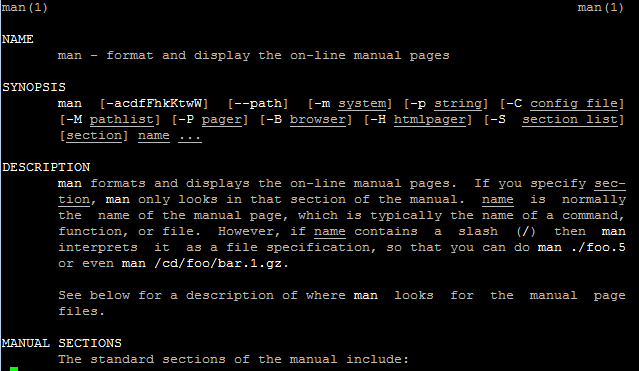 man(1) man(1)
NAME
man - format and display the on-line manual pages
SYNOPSIS
man [-acdfFhkKtwW] [--path] [-m system] [-p string] [-C config_file]
[-M pathlist] [-P pager] [-B browser] [-H htmlpager] [-S section_list]
[section] name ...
DESCRIPTION
man formats and displays the on-line manual pages. If you specify sec-
tion, man only looks in that section of the manual. name is normally
the name of the manual page, which is typically the name of a command,
function, or file. However, if name contains a slash (/) then man
interprets it as a file specification, so that you can do man ./foo.5
or even man /cd/foo/bar.1.gz.
See below for a description of where man looks for the manual page
files.
MANUAL SECTIONS
The standard sections of the manual include: